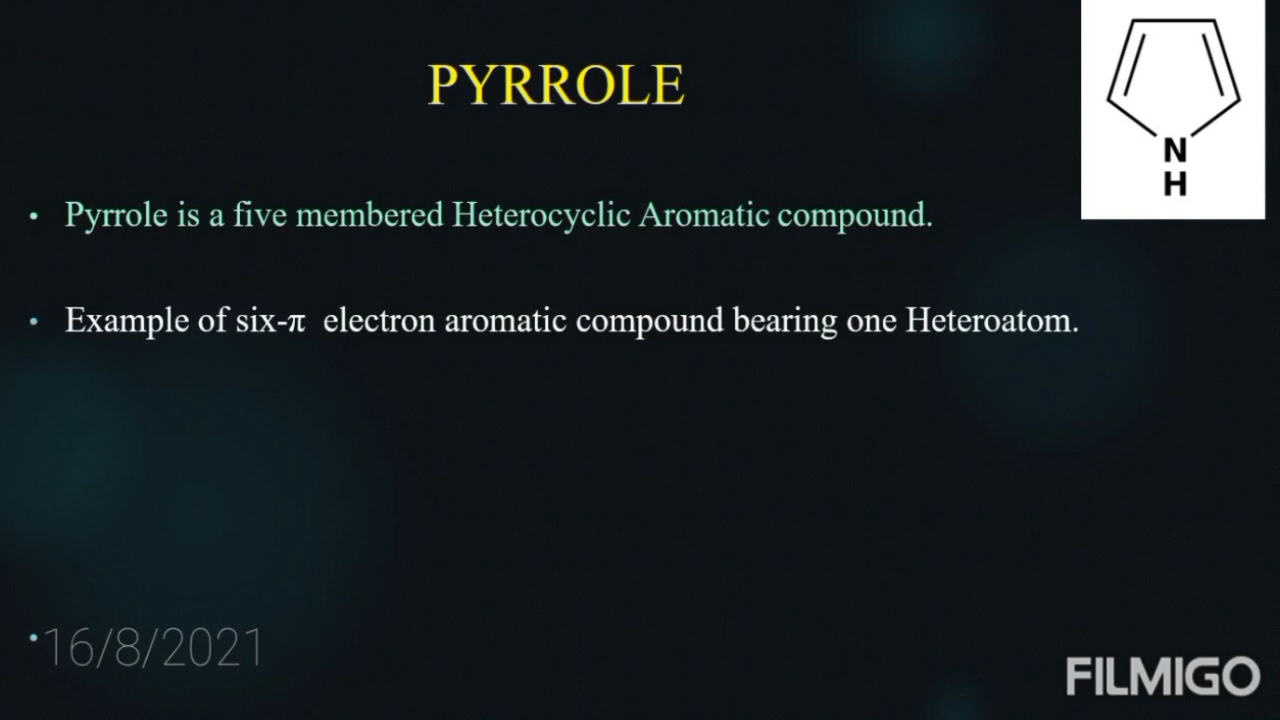 PYRROLE
N
H
• Pyrrole is a five membered Heterocyclic Aromatic compound.
• Example of six-π electron aromatic compound bearing one Heteroatom.
• 16/8/2021
FILMIGO